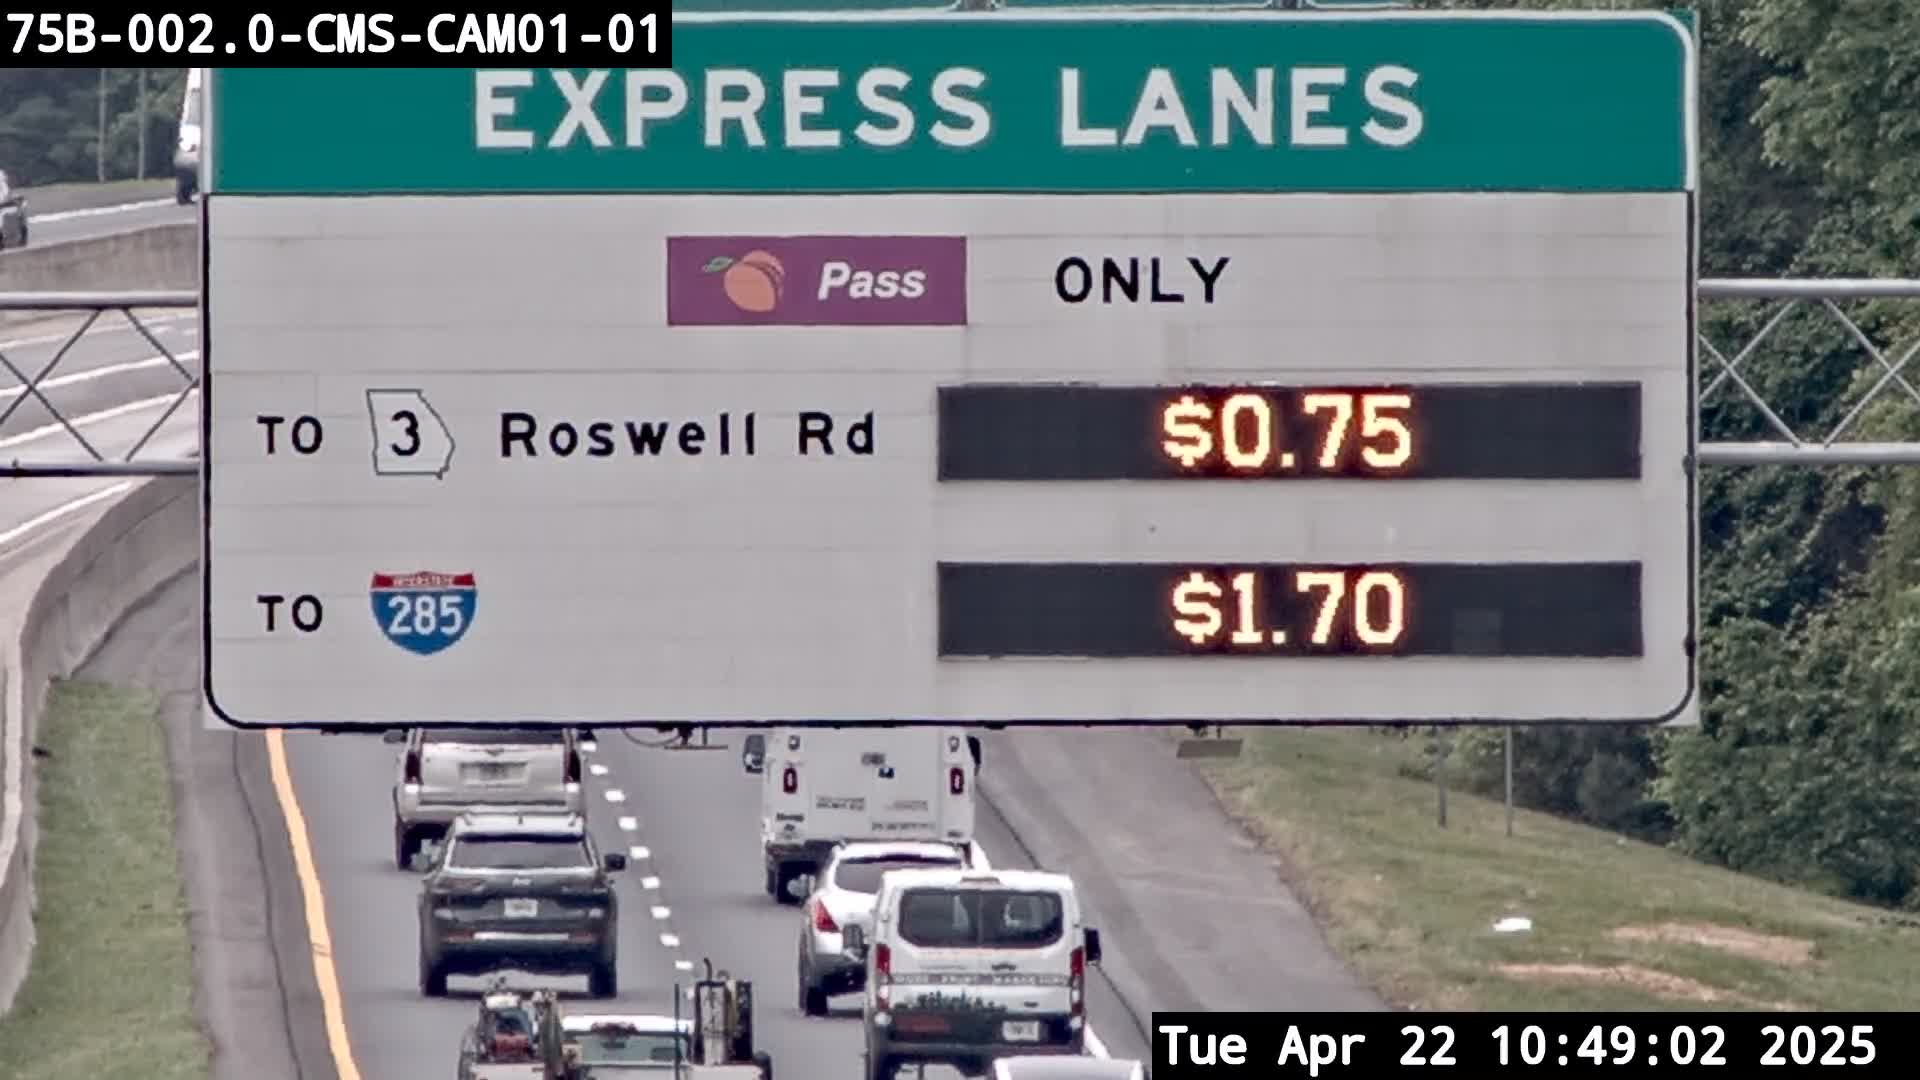 75B-002.0-CMS-CAM01-01
EXPRESS LANES
Pass ONLY
TO 3 Roswell Rd $0.75
INTERSTATE
TO 285 $1.70
Tue Apr 22 10:49:02 2025